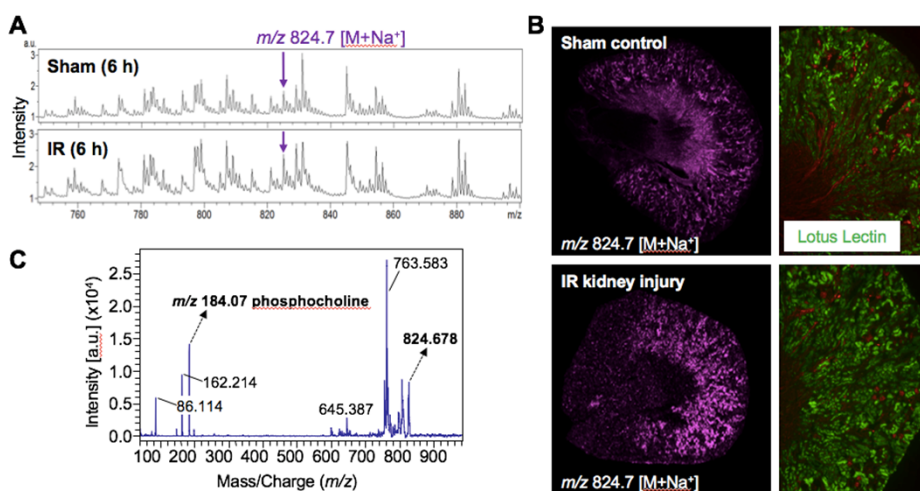 A
m/z 824.7 [M+Na⁺]
a.u.
3
Sham (6 h)
2
1
Intensity
3
IR (6 h)
2
1
760 780 800 820 840 860 880 m/z
B
Sham control
m/z 824.7 [M+Na⁺]
Lotus Lectin
IR kidney injury
m/z 824.7 [M+Na⁺]
C
Intensity [a.u.] (x10⁴)
2.5
2.0
1.5
1.0
0.5
0.0
763.583
m/z 184.07 phosphocholine
824.678
162.214
86.114
645.387
100 200 300 400 500 600 700 800 900
Mass/Charge (m/z)